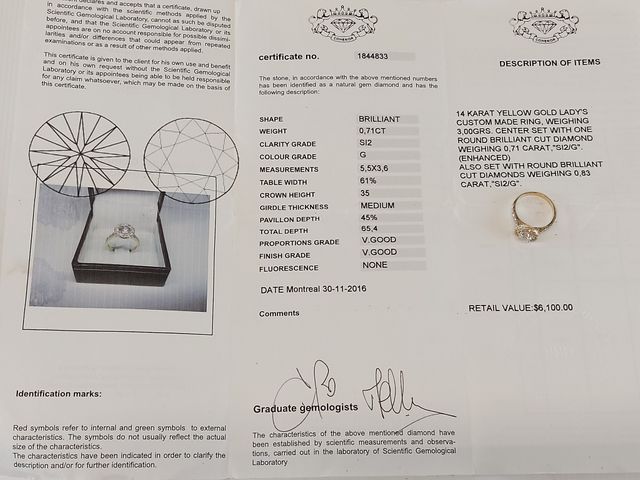 declares and accepts that a certificate, drawn up
in accordance with the scientific methods applied by the
Scientific Gemological Laboratory, cannot as such be disputed
before, and that the Scientific Gemological Laboratory or its
appointees are on no account responsible for possible dissimi-
larities and/or differences that could appear from repeated
examinations or as a result of other methods applied.
This certificate is given to the client for his own use and benefit
and on his own request without the Scientific Gemological
Laboratory or its appointees being able to be held responsible
for any claim whatsoever, which may be made on the basis of
this certificate.
Identification marks:
Red symbols refer to internal and green symbols to external
characteristics. The symbols do not usually reflect the actual
size of the characteristics.
The characteristics have been indicated in order to clarify the
description and/or for further identification.
certificate no. 1844833
The stone, in accordance with the above mentioned numbers
has been identified as a natural gem diamond and has the
following description:
SHAPE BRILLIANT
WEIGHT 0,71CT
CLARITY GRADE SI2
COLOUR GRADE G
MEASUREMENTS 5,5X3,6
TABLE WIDTH 61%
CROWN HEIGHT 35
GIRDLE THICKNESS MEDIUM
PAVILLON DEPTH 45%
TOTAL DEPTH 65,4
PROPORTIONS GRADE V.GOOD
FINISH GRADE V.GOOD
FLUORESCENCE NONE
DATE Montreal 30-11-2016
Comments
Graduate gemologists
The characteristics of the above mentioned diamond have
been established by scientific measurements and observa-
tions, carried out in the laboratory of Scientific Gemological
Laboratory
DESCRIPTION OF ITEMS
14 KARAT YELLOW GOLD LADY'S
CUSTOM MADE RING, WEIGHING
3,00GRS. CENTER SET WITH ONE
ROUND BRILLIANT CUT DIAMOND
WEIGHING 0,71 CARAT,"SI2/G".
(ENHANCED)
ALSO SET WITH ROUND BRILLIANT
CUT DIAMONDS WEIGHING 0,83
CARAT,"SI2/G".
RETAIL VALUE:$6,100.00